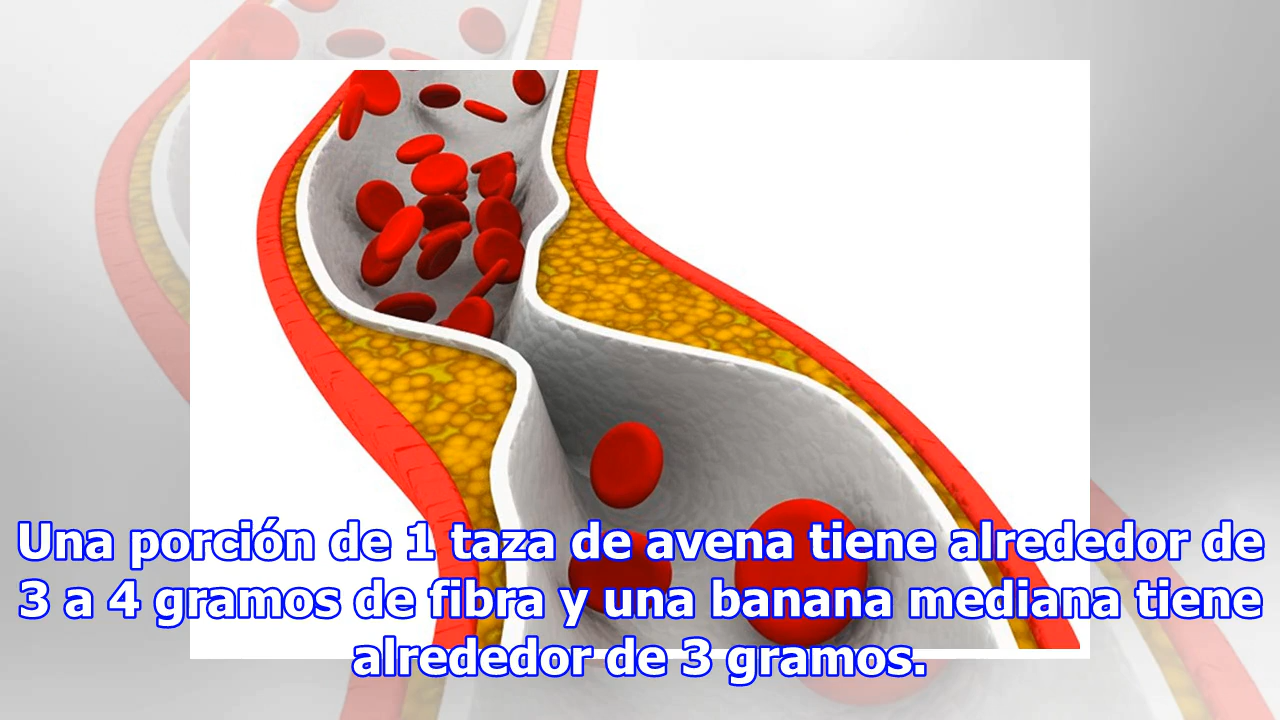 Una porción de 1 taza de avena tiene alrededor de
3 a 4 gramos de fibra y una banana mediana tiene
alrededor de 3 gramos.